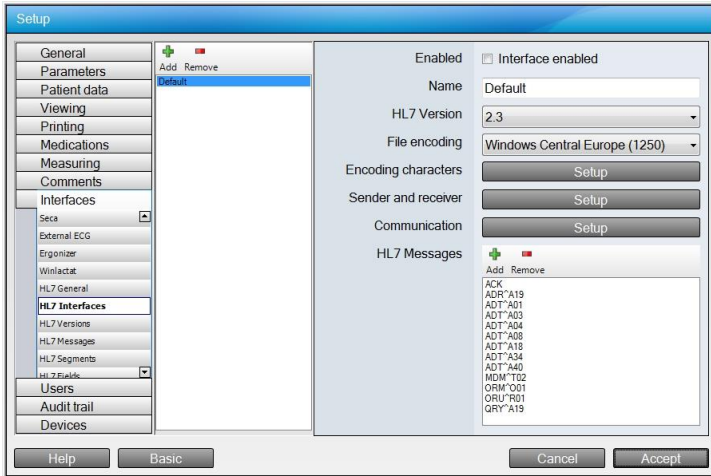 Setup
General
Parameters
Patient data
Viewing
Printing
Medications
Measuring
Comments
Interfaces
Seca
External ECG
Ergonizer
Winlactat
HL7 General
HL7 Interfaces
HL7 Versions
HL7 Messages
HL7 Segments
HL7 Fields
Users
Audit trail
Devices
Add Remove
Default
Enabled Interface enabled
Name Default
HL7 Version 2.3
File encoding Windows Central Europe (1250)
Encoding characters Setup
Sender and receiver Setup
Communication Setup
HL7 Messages
Add Remove
ACK
ADR^A19
ADT^A01
ADT^A03
ADT^A04
ADT^A08
ADT^A18
ADT^A34
ADT^A40
MDM^T02
ORM^O01
ORU^R01
QRY^A19
Help Basic Cancel Accept